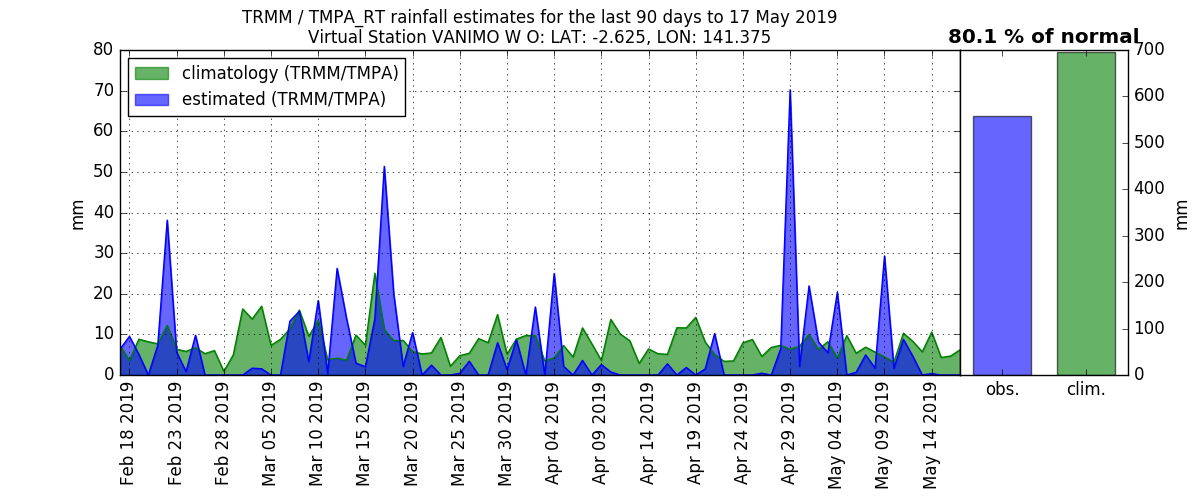 TRMM / TMPA_RT rainfall estimates for the last 90 days to 17 May 2019
Virtual Station VANIMO W O: LAT: -2.625, LON: 141.375
80.1 % of normal
climatology (TRMM/TMPA)
estimated (TRMM/TMPA)
mm
80
70
60
50
40
30
20
10
0
Feb 18 2019
Feb 23 2019
Feb 28 2019
Mar 05 2019
Mar 10 2019
Mar 15 2019
Mar 20 2019
Mar 25 2019
Mar 30 2019
Apr 04 2019
Apr 09 2019
Apr 14 2019
Apr 19 2019
Apr 24 2019
Apr 29 2019
May 04 2019
May 09 2019
May 14 2019
obs.
clim.
700
600
500
400
300
200
100
0
mm